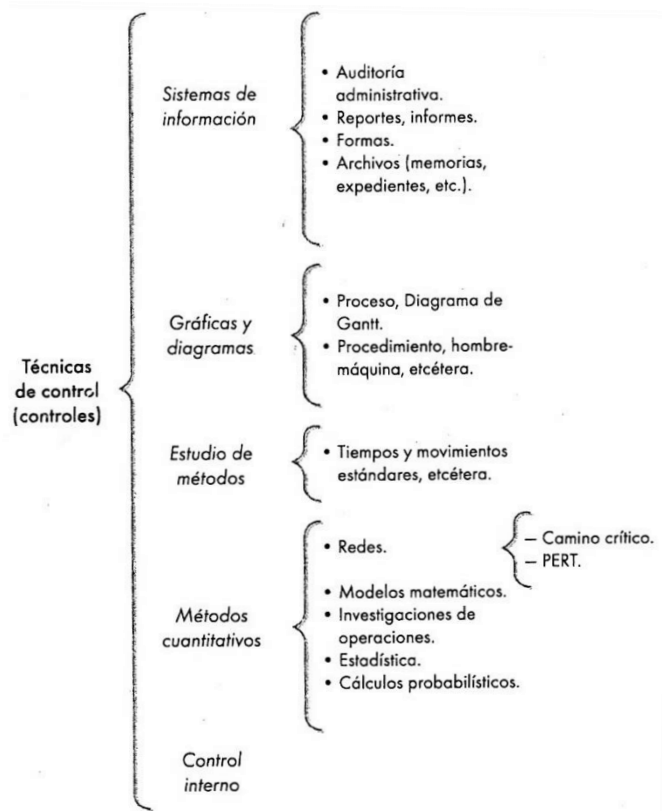 Sistemas de
información
• Auditoría
administrativa.
• Reportes, informes.
• Formas.
• Archivos (memorias,
expedientes, etc.).
Gráficas y
diagramas
• Proceso, Diagrama de
Gantt.
• Procedimiento, hombre-
máquina, etcétera.
Técnicas
de control
(controles)
Estudio de
métodos
• Tiempos y movimientos
estándares, etcétera.
Métodos
cuantitativos
• Redes.
– Camino crítico.
– PERT.
• Modelos matemáticos.
• Investigaciones de
operaciones.
• Estadística.
• Cálculos probabilísticos.
Control
interno